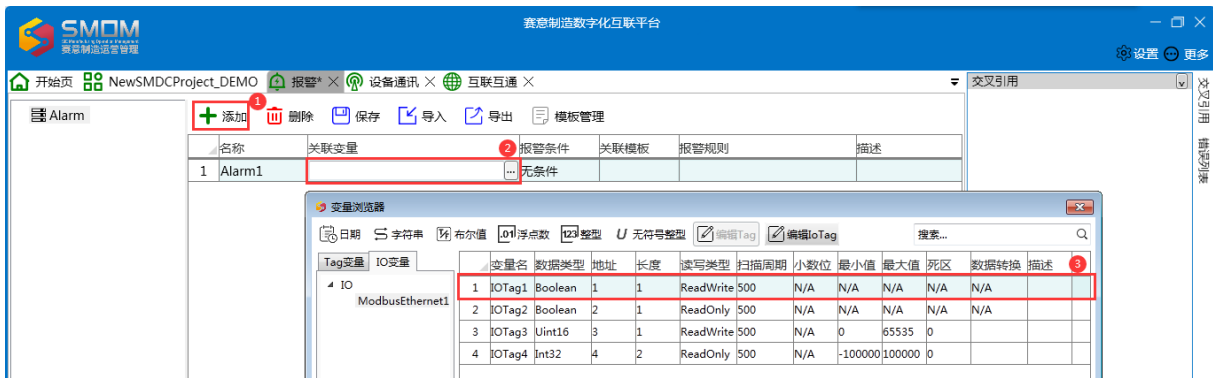 赛意制造数字化互联平台
SMOM
赛意制造运营管理
设置 更多
开始页 NewSMDCProject_DEMO 报警* 设备通讯 互联互通
交叉引用
交叉引用 错误列表
Alarm
1
添加 删除 保存 导入 导出 模板管理
名称 关联变量 2 报警条件 关联模板 报警规则 描述
1 Alarm1 ... 无条件
变量浏览器
日期 字符串 布尔值 .01 浮点数 123 整型 U 无符号整型 编辑Tag 编辑IoTag 搜索...
Tag变量 IO变量
变量名 数据类型 地址 长度 读写类型 扫描周期 小数位 最小值 最大值 死区 数据转换 描述 3
IO
ModbusEthernet1
1 IOTag1 Boolean 1 1 ReadWrite 500 N/A N/A N/A N/A N/A
2 IOTag2 Boolean 2 1 ReadOnly 500 N/A N/A N/A N/A N/A
3 IOTag3 Uint16 3 1 ReadWrite 500 N/A 0 65535 0
4 IOTag4 Int32 4 2 ReadOnly 500 N/A -100000 100000 0